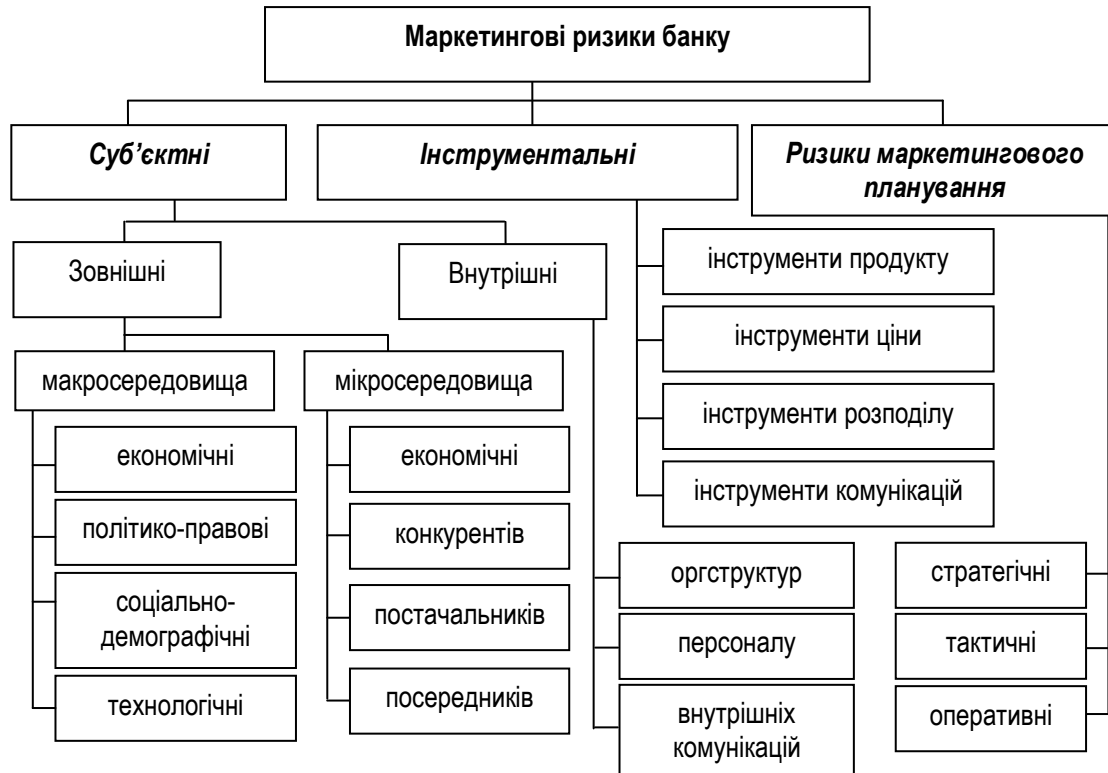 Маркетингові ризики банку
Суб’єктні
Інструментальні
Ризики маркетингового
планування
Зовнішні
Внутрішні
макросередовища
економічні
політико-правові
соціально-
демографічні
технологічні
мікросередовища
економічні
конкурентів
постачальників
посередників
оргструктур
персоналу
внутрішніх
комунікацій
інструменти продукту
інструменти ціни
інструменти розподілу
інструменти комунікацій
стратегічні
тактичні
оперативні